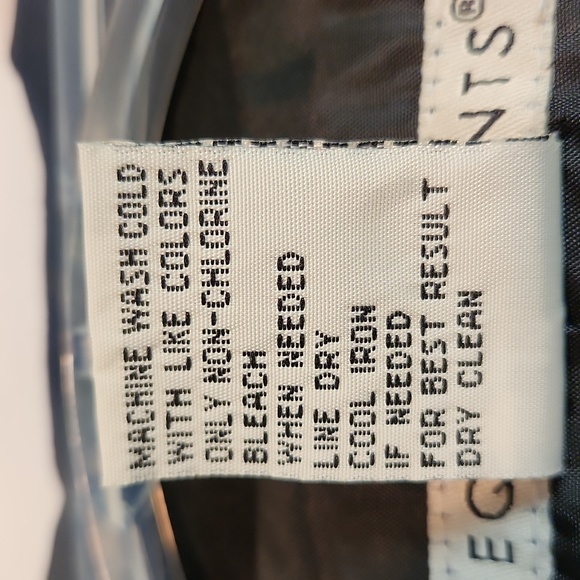 MACHINE WASH COLD
WITH LIKE COLORS
ONLY NON-CHLORINE
BLEACH
WHEN NEEDED
LINE DRY
COOL IRON
IF NEEDED
FOR BEST RESULT
DRY CLEAN